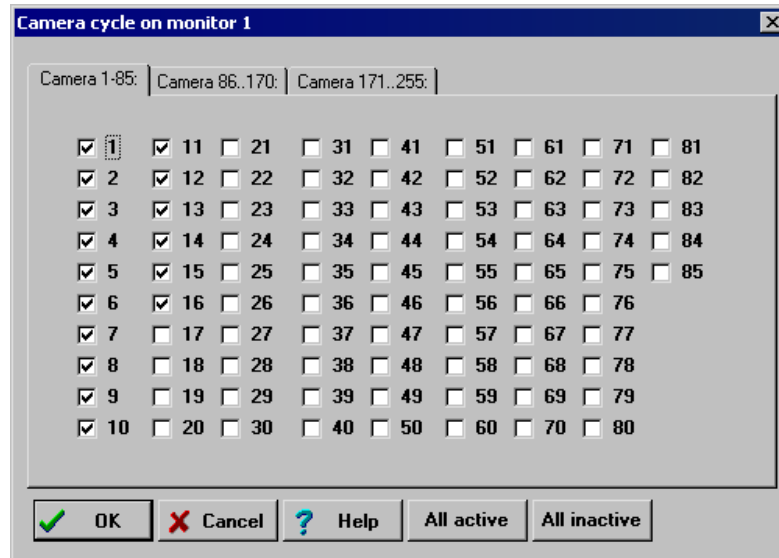 Camera cycle on monitor 1
Camera 1-85: Camera 86..170: Camera 171..255:
1 11 21 31 41 51 61 71 81
2 12 22 32 42 52 62 72 82
3 13 23 33 43 53 63 73 83
4 14 24 34 44 54 64 74 84
5 15 25 35 45 55 65 75 85
6 16 26 36 46 56 66 76
7 17 27 37 47 57 67 77
8 18 28 38 48 58 68 78
9 19 29 39 49 59 69 79
10 20 30 40 50 60 70 80
OK Cancel Help All active All inactive